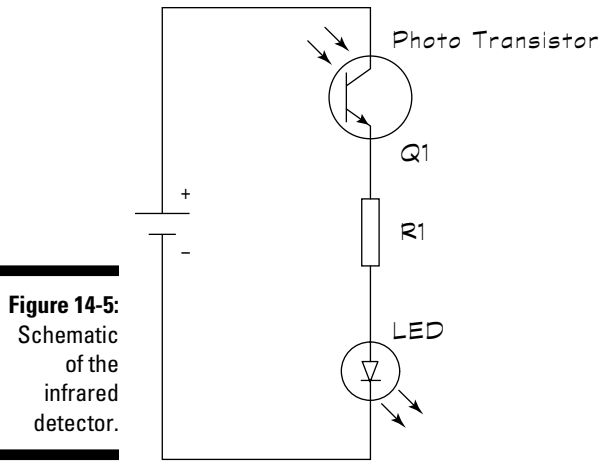 Photo Transistor
Q1
+
R1
−
Figure 14-5:
Schematic
of the
infrared
detector.
LED